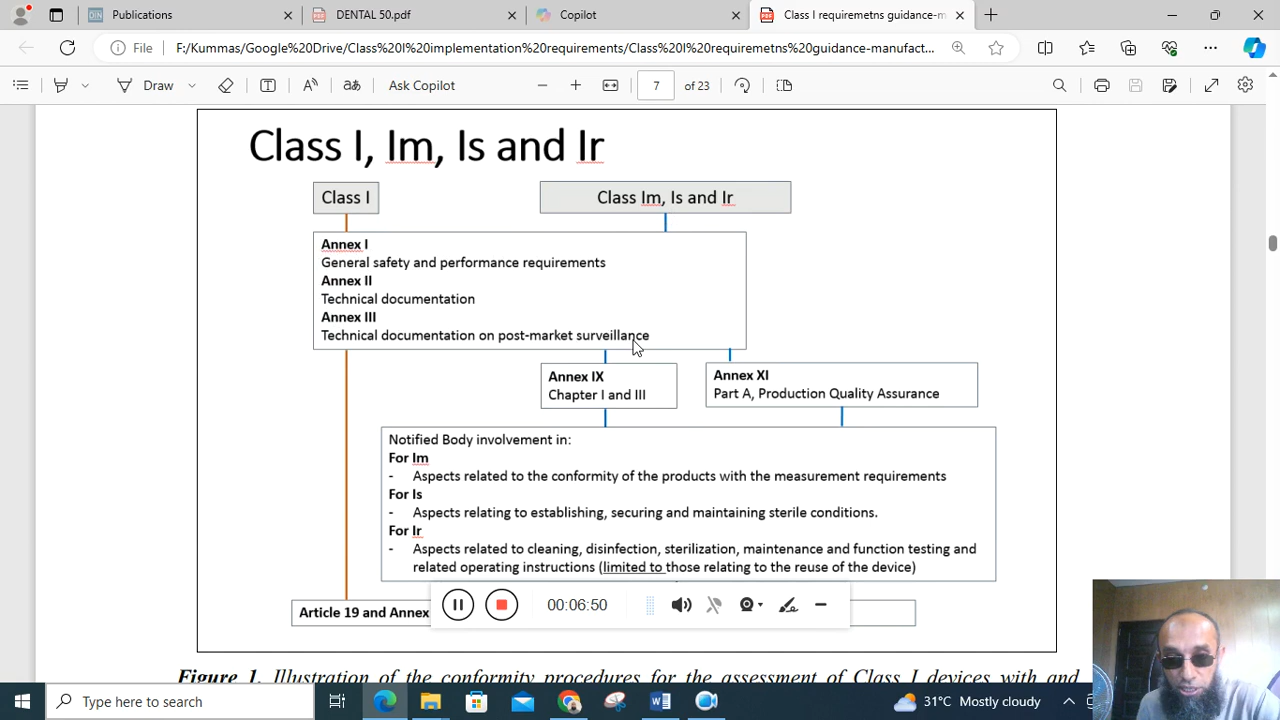 Publications
DENTAL 50.pdf
Copilot
Class I requiremetns guidance-m
File
F:/Kummas/Google%20Drive/Class%20I%20implementation%20requirements/Class%20I%20requiremetns%20guidance-manufact...
Draw
Ask Copilot
7 of 23
Class I, Im, Is and Ir
Class I
Class Im, Is and Ir
Annex I
General safety and performance requirements
Annex II
Technical documentation
Annex III
Technical documentation on post-market surveillance
Annex IX
Chapter I and III
Annex XI
Part A, Production Quality Assurance
Notified Body involvement in:
For Im
- Aspects related to the conformity of the products with the measurement requirements
For Is
- Aspects relating to establishing, securing and maintaining sterile conditions.
For Ir
- Aspects related to cleaning, disinfection, sterilization, maintenance and function testing and
related operating instructions (limited to those relating to the reuse of the device)
00:06:50
Article 19 and Annex
Figure 1. Illustration of the conformity procedures for the assessment of Class I devices with and
Type here to search
31°C Mostly cloudy